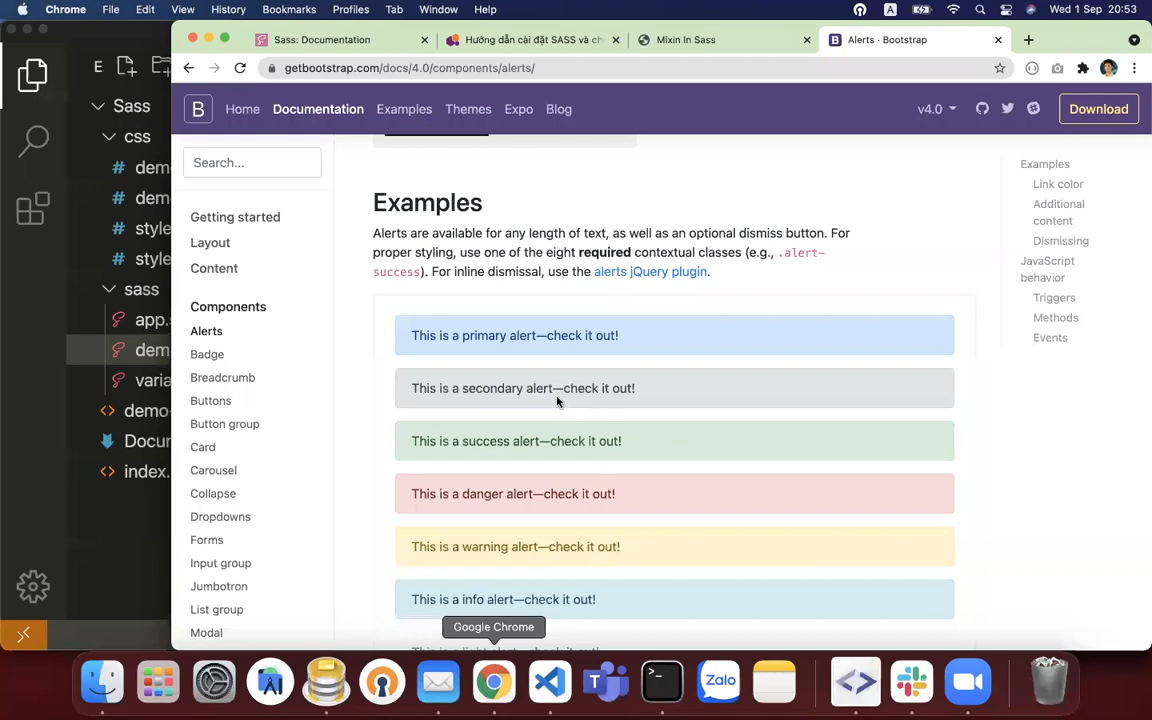 Chrome File Edit View History Bookmarks Profiles Tab Window Help
A
Wed 1 Sep 20:53
Sass: Documentation
Hướng dẫn cài đặt SASS và ch
Mixin In Sass
Alerts · Bootstrap
getbootstrap.com/docs/4.0/components/alerts/
B
Home Documentation Examples Themes Expo Blog
v4.0
Download
E
Sass
css
# dem
# dem
# style
# style
sass
app.
dem
varia
<> demo
Docu
<> index.
Search...
Getting started
Layout
Content
Components
Alerts
Badge
Breadcrumb
Buttons
Button group
Card
Carousel
Collapse
Dropdowns
Forms
Input group
Jumbotron
List group
Modal
Examples
Alerts are available for any length of text, as well as an optional dismiss button. For
proper styling, use one of the eight required contextual classes (e.g., .alert-
success). For inline dismissal, use the alerts jQuery plugin.
This is a primary alert—check it out!
This is a secondary alert—check it out!
This is a success alert—check it out!
This is a danger alert—check it out!
This is a warning alert—check it out!
This is a info alert—check it out!
Examples
Link color
Additional
content
Dismissing
JavaScript
behavior
Triggers
Methods
Events
Google Chrome
Zalo